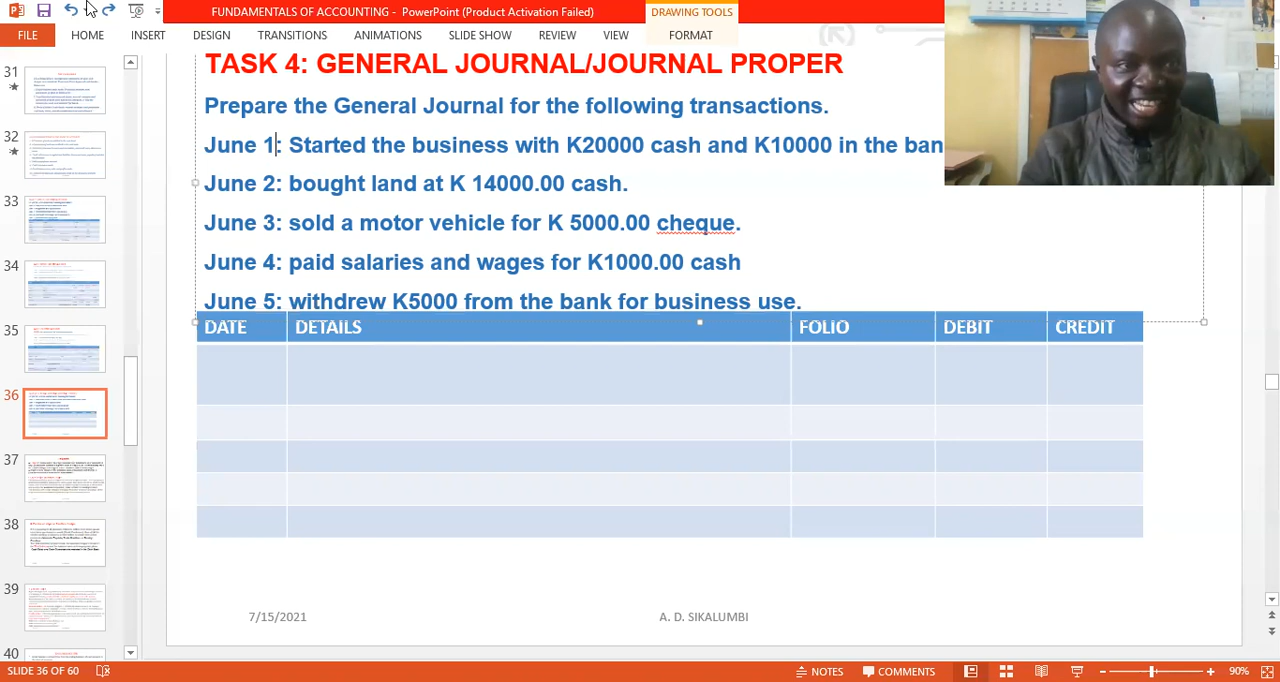 FUNDAMENTALS OF ACCOUNTING - PowerPoint (Product Activation Failed)
DRAWING TOOLS
FILE HOME INSERT DESIGN TRANSITIONS ANIMATIONS SLIDE SHOW REVIEW VIEW FORMAT
TASK 4: GENERAL JOURNAL/JOURNAL PROPER
Prepare the General Journal for the following transactions.
June 1: Started the business with K20000 cash and K10000 in the ban
June 2: bought land at K 14000.00 cash.
June 3: sold a motor vehicle for K 5000.00 cheque.
June 4: paid salaries and wages for K1000.00 cash
June 5: withdrew K5000 from the bank for business use.
DATE DETAILS FOLIO DEBIT CREDIT
7/15/2021 A. D. SIKALUMBI
31
32
33
34
35
36
37
38
39
40
SLIDE 36 OF 60 NOTES COMMENTS 90%